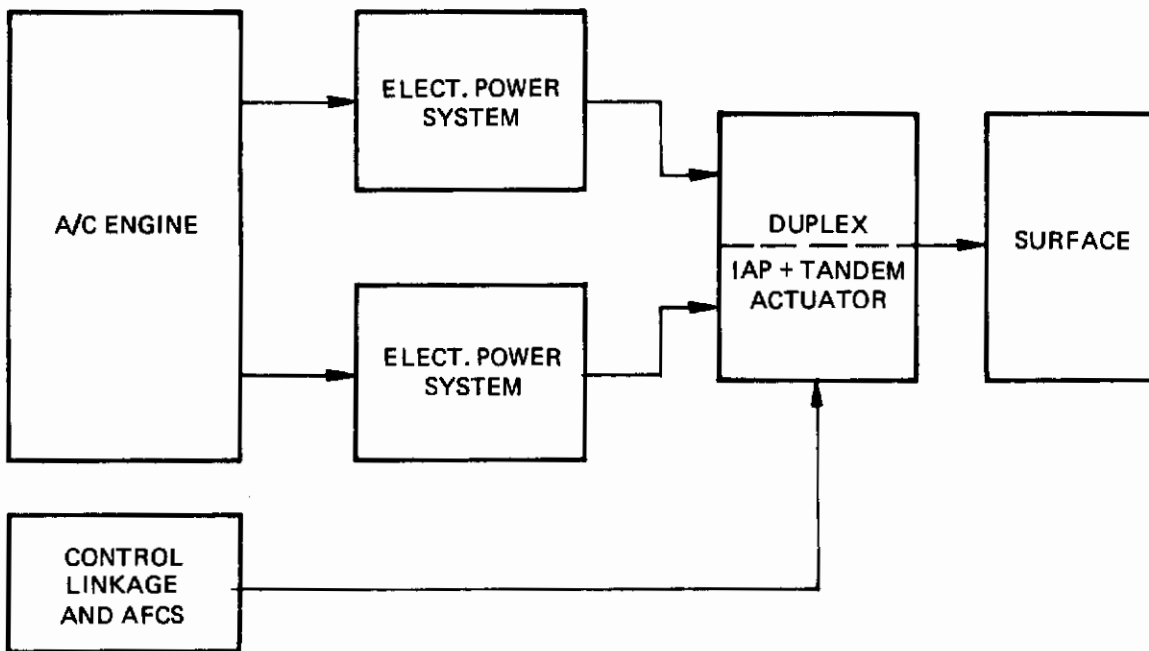 ELECT. POWER
SYSTEM
A/C ENGINE
DUPLEX
IAP + TANDEM
ACTUATOR
SURFACE
ELECT. POWER
SYSTEM
CONTROL
LINKAGE
AND AFCS